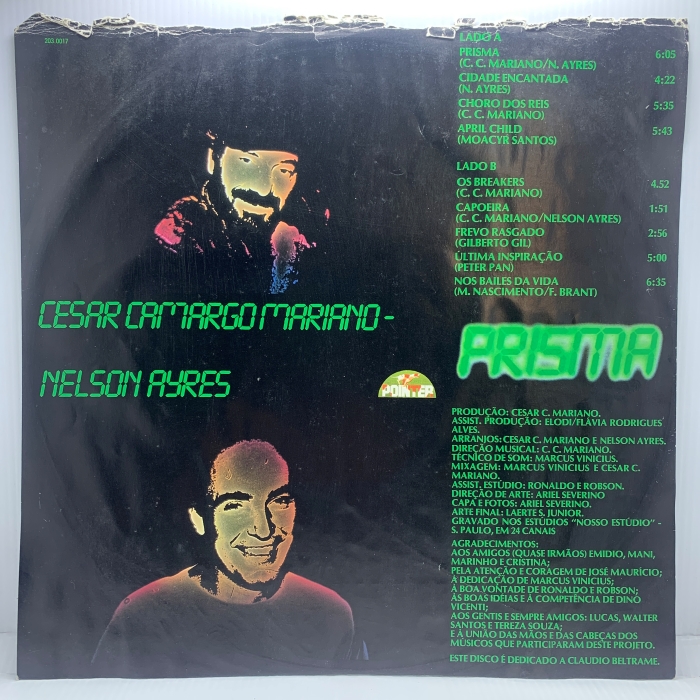 203.0017
LADO A
PRISMA 6:05
(C. C. MARIANO/N. AYRES)
CIDADE ENCANTADA 4:22
(N. AYRES)
CHORO DOS REIS 5:35
(C. C. MARIANO)
APRIL CHILD 5:43
(MOACYR SANTOS)
LADO B
OS BREAKERS 4.52
(C. C. MARIANO)
CAPOEIRA 1:51
(C. C. MARIANO/NELSON AYRES)
FREVO RASGADO 2:56
(GILBERTO GIL)
ÚLTIMA INSPIRAÇÃO 5:00
(PETER PAN)
NOS BAILES DA VIDA 6:35
(M. NASCIMENTO/F. BRANT)
CESAR CAMARGO MARIANO-
NELSON AYRES
POINTER
PRISMA
PRODUÇÃO: CESAR C. MARIANO.
ASSIST. PRODUÇÃO: ELODI/FLÁVIA RODRIGUES
ALVES.
ARRANJOS: CESAR C. MARIANO E NELSON AYRES.
DIREÇÃO MUSICAL: C. C. MARIANO.
TÉCNICO DE SOM: MARCUS VINICIUS.
MIXAGEM: MARCUS VINICIUS E CESAR C.
MARIANO.
ASSIST. ESTÚDIO: RONALDO E ROBSON.
DIREÇÃO DE ARTE: ARIEL SEVERINO
CAPA E FOTOS: ARIEL SEVERINO.
ARTE FINAL: LAERTE S. JUNIOR.
GRAVADO NOS ESTÚDIOS "NOSSO ESTÚDIO" -
S. PAULO, EM 24 CANAIS
AGRADECIMENTOS:
AOS AMIGOS (QUASE IRMÃOS) EMIDIO, MANI,
MARINHO E CRISTINA;
PELA ATENÇÃO E CORAGEM DE JOSÉ MAURÍCIO;
À DEDICAÇÃO DE MARCUS VINICIUS;
À BOA VONTADE DE RONALDO E ROBSON;
ÀS BOAS IDÉIAS E À COMPETÊNCIA DE DINO
VICENTI;
AOS GENTIS E SEMPRE AMIGOS: LUCAS, WALTER
SANTOS E TEREZA SOUZA;
E À UNIÃO DAS MÃOS E DAS CABEÇAS DOS
MÚSICOS QUE PARTICIPARAM DESTE PROJETO.
ESTE DISCO É DEDICADO A CLAUDIO BELTRAME.